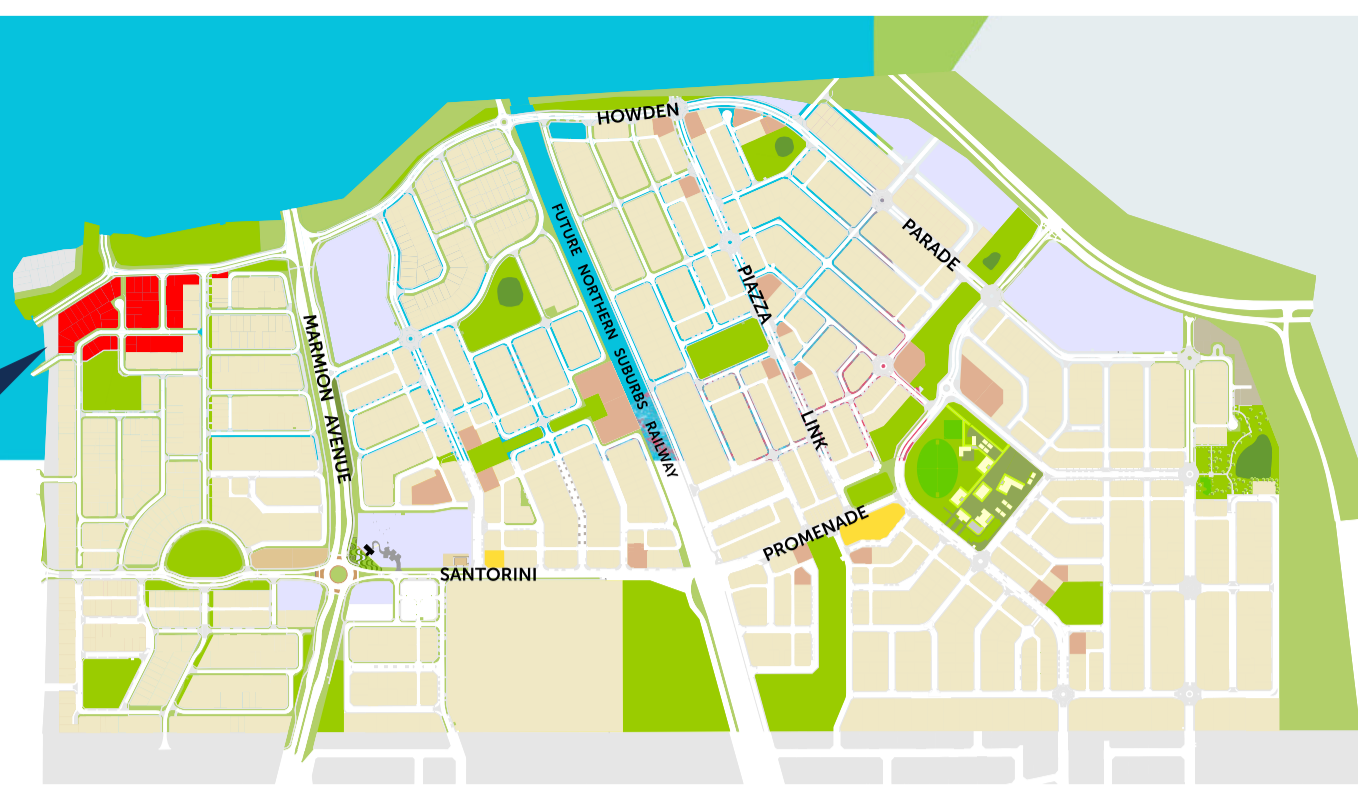 HOWDEN
PARADE
FUTURE NORTHERN SUBURBS RAILWAY
PIAZZA
LINK
MARMION AVENUE
PROMENADE
SANTORINI